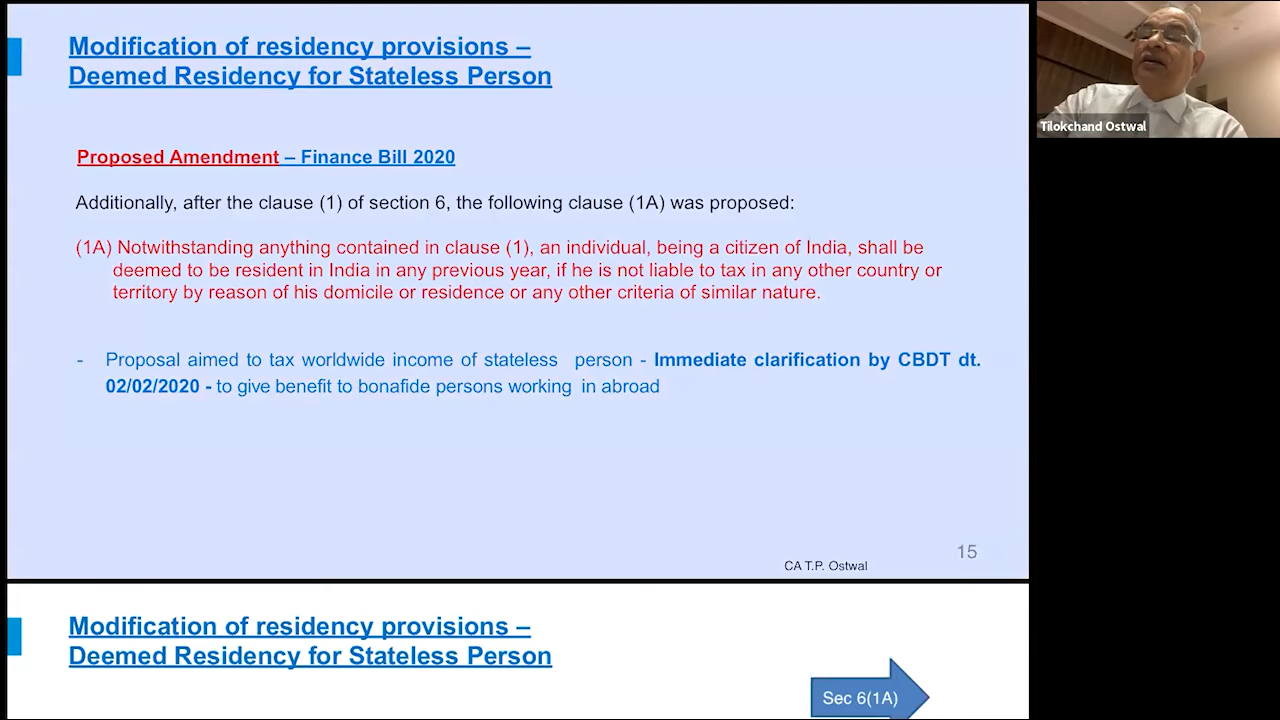 Modification of residency provisions –
Deemed Residency for Stateless Person
Proposed Amendment – Finance Bill 2020
Additionally, after the clause (1) of section 6, the following clause (1A) was proposed:
(1A) Notwithstanding anything contained in clause (1), an individual, being a citizen of India, shall be
deemed to be resident in India in any previous year, if he is not liable to tax in any other country or
territory by reason of his domicile or residence or any other criteria of similar nature.
- Proposal aimed to tax worldwide income of stateless person - Immediate clarification by CBDT dt.
02/02/2020 - to give benefit to bonafide persons working in abroad
15
CA T.P. Ostwal
Modification of residency provisions –
Deemed Residency for Stateless Person
Sec 6(1A)
Tilokchand Ostwal